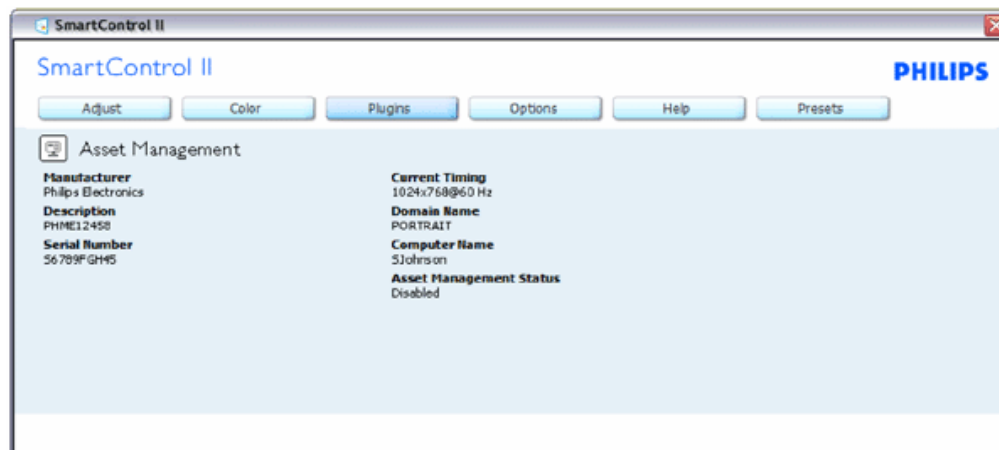 SmartControl II
SmartControl II
PHILIPS
Adjust Color Plugins Options Help Presets
Asset Management
Manufacturer
Philips Electronics
Description
PHME12458
Serial Number
S6789FGH45
Current Timing
1024x768@60 Hz
Domain Name
PORTRAIT
Computer Name
SJohnson
Asset Management Status
Disabled